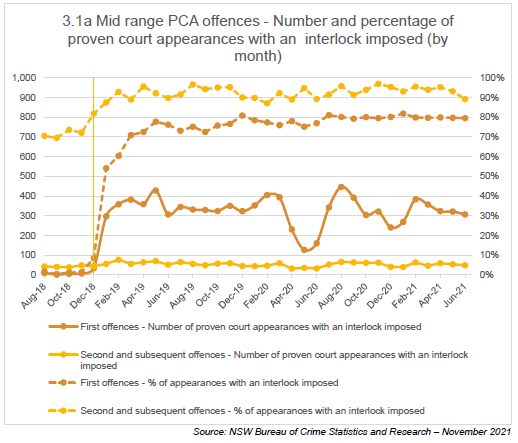 3.1a Mid range PCA offences - Number and percentage of
proven court appearances with an interlock imposed (by
month)
1,000
900
800
700
600
500
400
300
200
100
0
100%
90%
80%
70%
60%
50%
40%
30%
20%
10%
0%
Aug-18
Oct-18
Dec-18
Feb-19
Apr-19
Jun-19
Aug-19
Oct-19
Dec-19
Feb-20
Apr-20
Jun-20
Aug-20
Oct-20
Dec-20
Feb-21
Apr-21
Jun-21
First offences - Number of proven court appearances with an interlock imposed
Second and subsequent offences - Number of proven court appearances with an interlock
imposed
First offences - % of appearances with an interlock imposed
Second and subsequent offences - % of appearances with an interlock imposed
Source: NSW Bureau of Crime Statistics and Research – November 2021